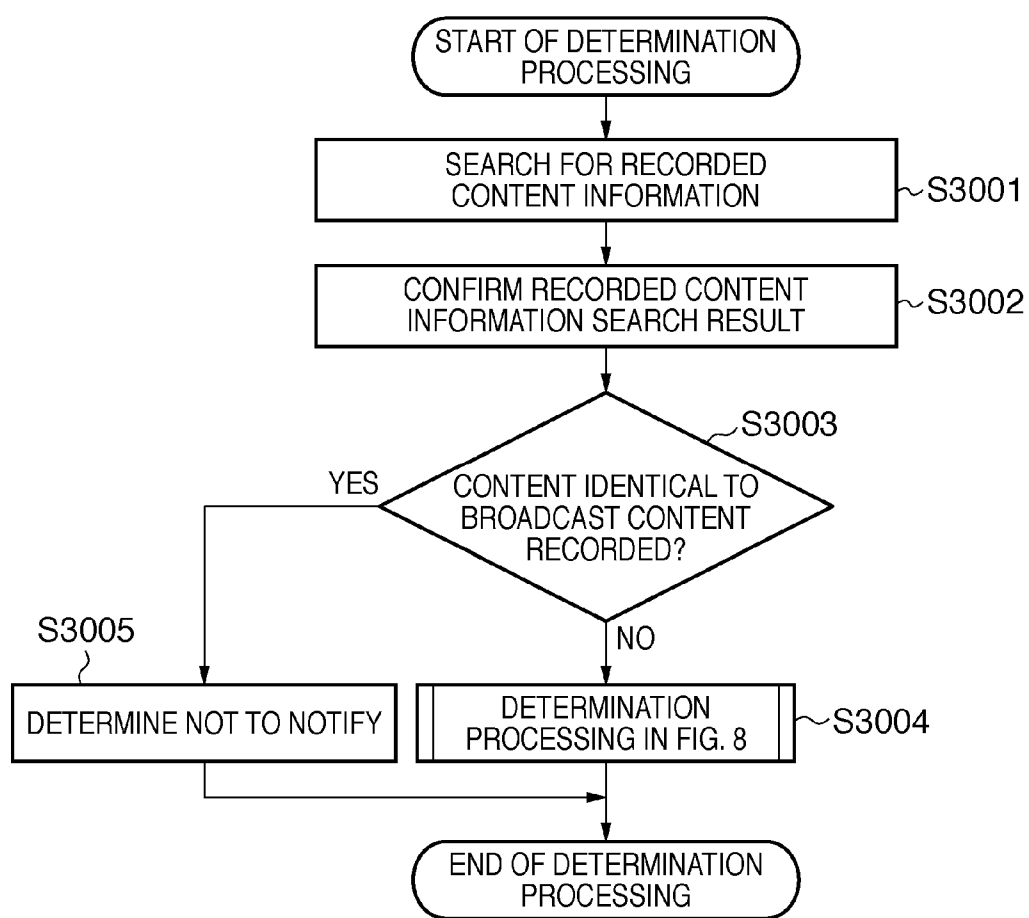 START OF DETERMINATION
PROCESSING
SEARCH FOR RECORDED
CONTENT INFORMATION
S3001
CONFIRM RECORDED CONTENT
INFORMATION SEARCH RESULT
S3002
S3003
YES
CONTENT IDENTICAL TO
BROADCAST CONTENT
RECORDED?
NO
S3005
DETERMINE NOT TO NOTIFY
DETERMINATION
PROCESSING IN FIG. 8
S3004
END OF DETERMINATION
PROCESSING